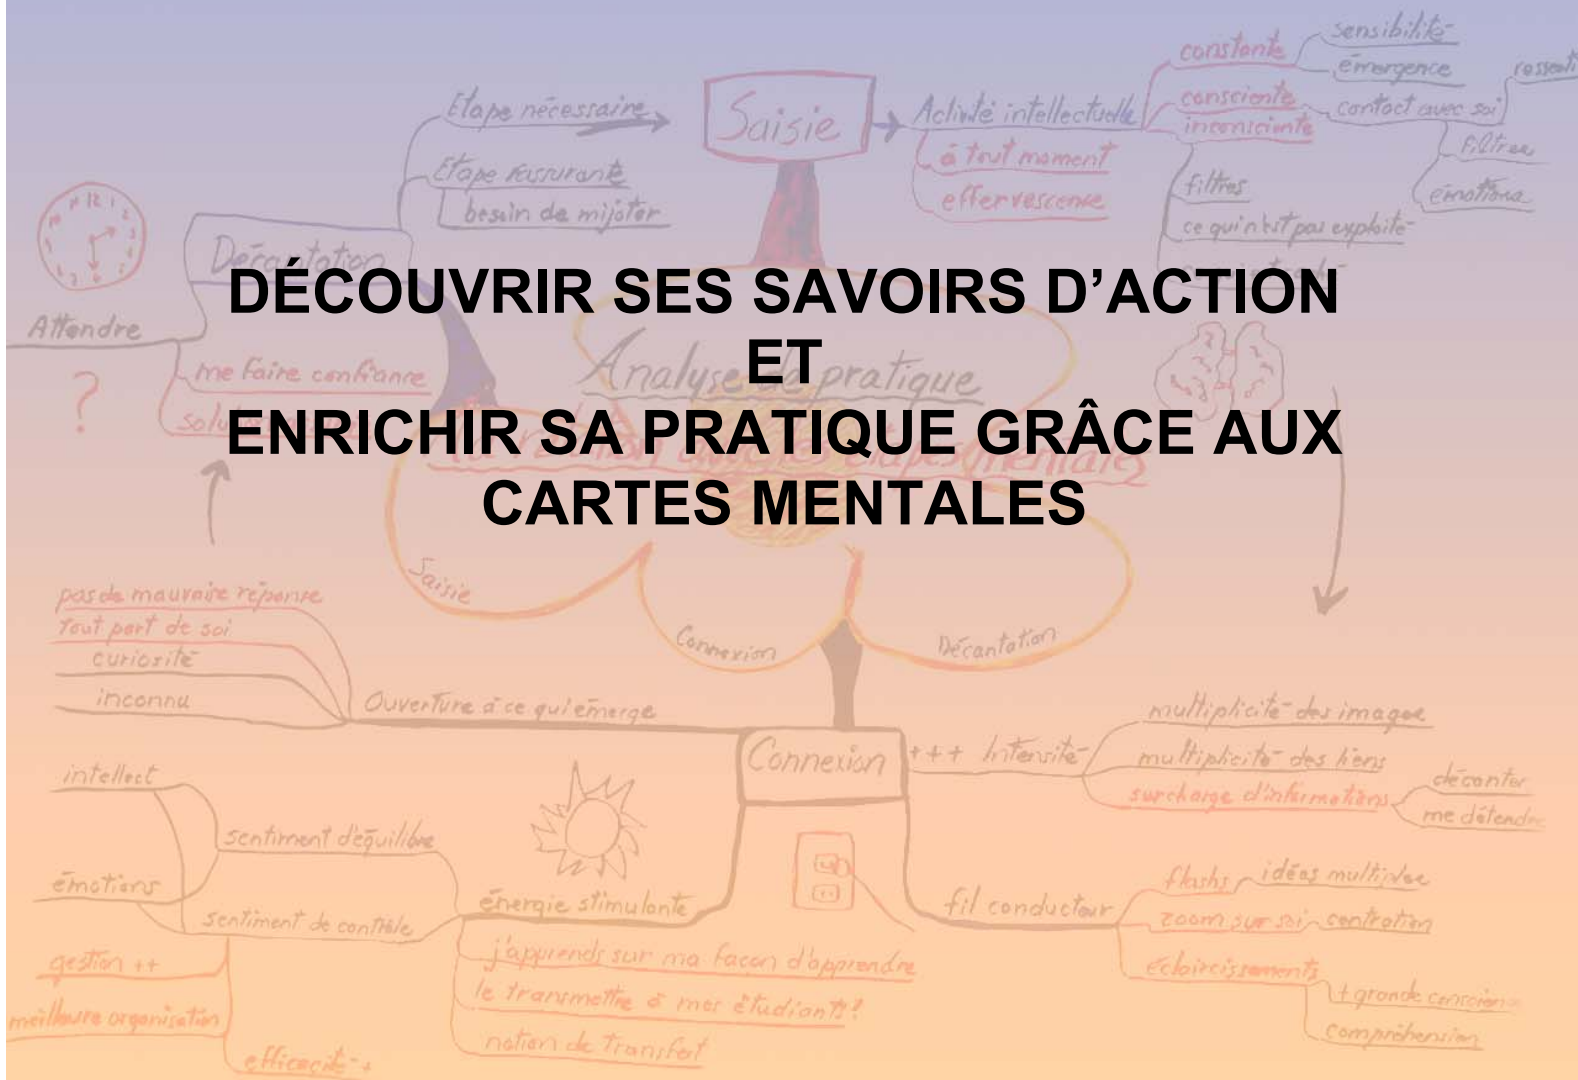 DÉCOUVRIR SES SAVOIRS D’ACTION
ET
ENRICHIR SA PRATIQUE GRÂCE AUX
CARTES MENTALES
Saisie
Étape nécessaire
Étape rassurante
besoin de mijoter
Activité intellectuelle
à tout moment
effervescence
constante
sensibilité
émergence
consciente
contact avec soi
ressenti
filtres
émotions
inconsciente
filtres
ce qui n'est pas exploité
Décantation
Attendre
?
me faire confiance
Analyse de pratique
étapes mentales
Saisie
Connexion
Décantation
pas de mauvaise réponse
Tout part de soi
curiosité
inconnu
Ouverture à ce qui émerge
Connexion
+++ Intensité
multiplicité des images
multiplicité des liens
surcharge d'informations
décanter
me détendre
intellect
sentiment d'équilibre
émotions
sentiment de contrôle
énergie stimulante
gestion ++
meilleure organisation
efficacité +
j'apprends sur ma façon d'apprendre
le transmettre à mes étudiants?
notion de transfert
fil conducteur
flashs
idées multiples
zoom sur soi
centration
éclaircissements
+ grande conscience
compréhension